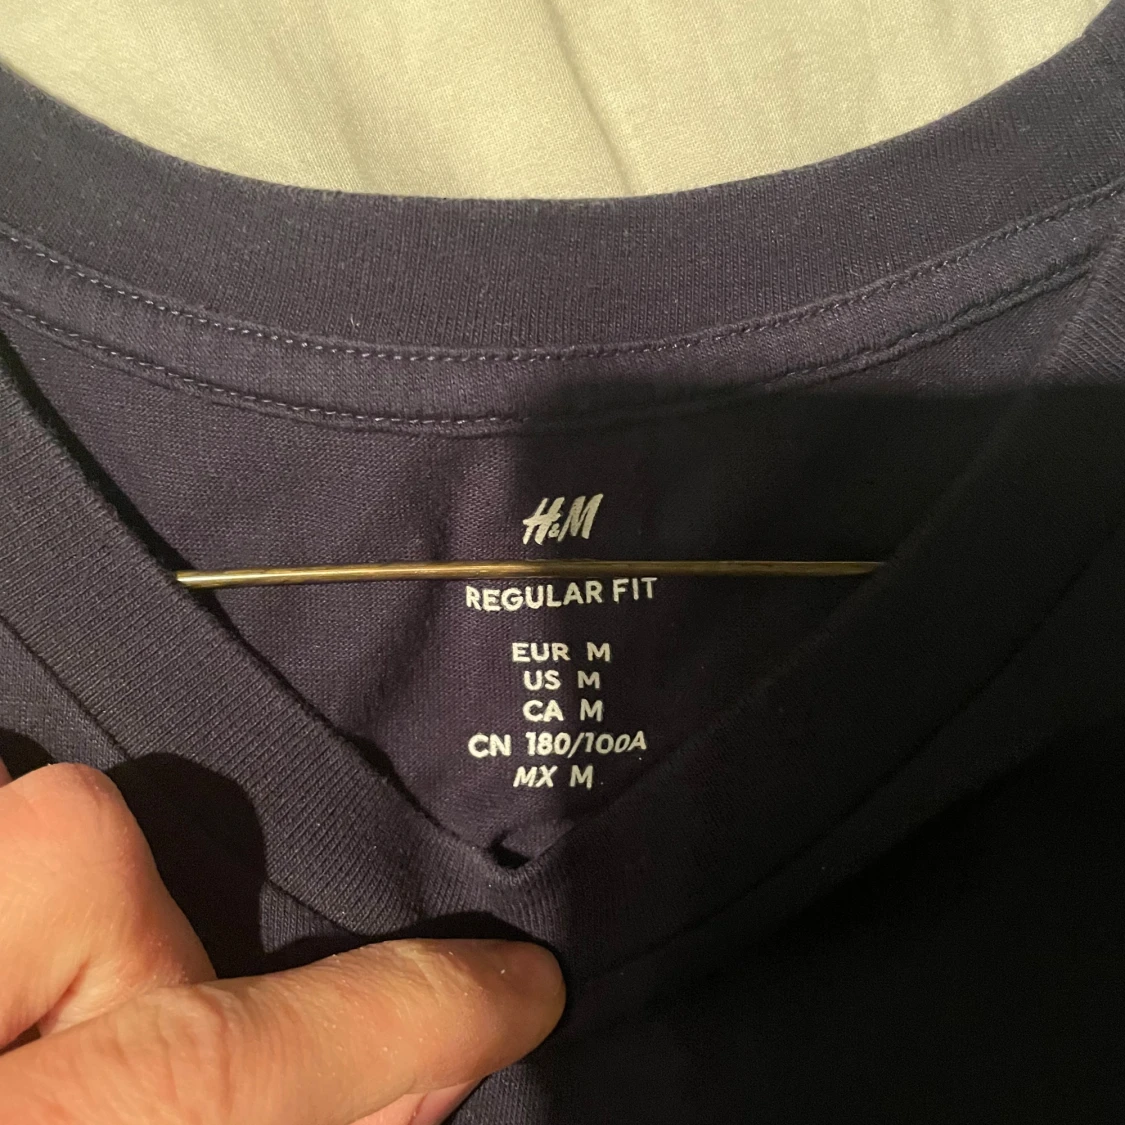 H&M
REGULAR FIT
EUR M
US M
CA M
CN 180/100A
MX M